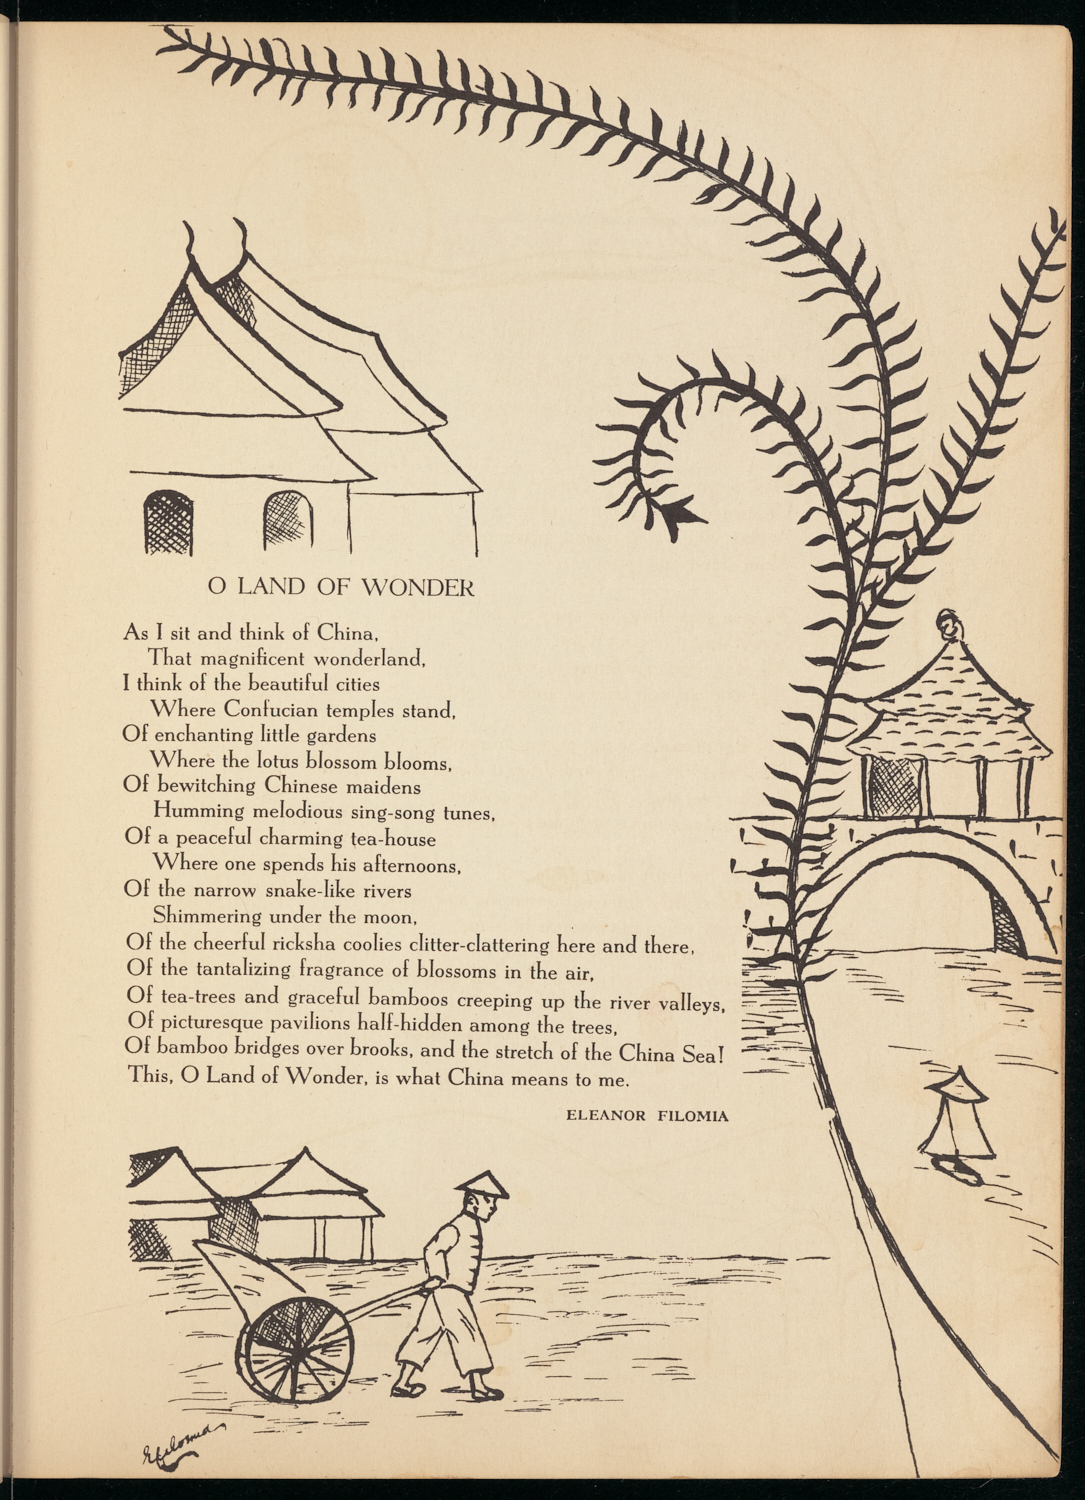 O LAND OF WONDER
As I sit and think of China,
That magnificent wonderland,
I think of the beautiful cities
Where Confucian temples stand,
Of enchanting little gardens
Where the lotus blossom blooms,
Of bewitching Chinese maidens
Humming melodious sing-song tunes,
Of a peaceful charming tea-house
Where one spends his afternoons,
Of the narrow snake-like rivers
Shimmering under the moon,
Of the cheerful ricksha coolies clitter-clattering here and there,
Of the tantalizing fragrance of blossoms in the air,
Of tea-trees and graceful bamboos creeping up the river valleys,
Of picturesque pavilions half-hidden among the trees,
Of bamboo bridges over brooks, and the stretch of the China Sea!
This, O Land of Wonder, is what China means to me.
ELEANOR FILOMIA
Efilomia